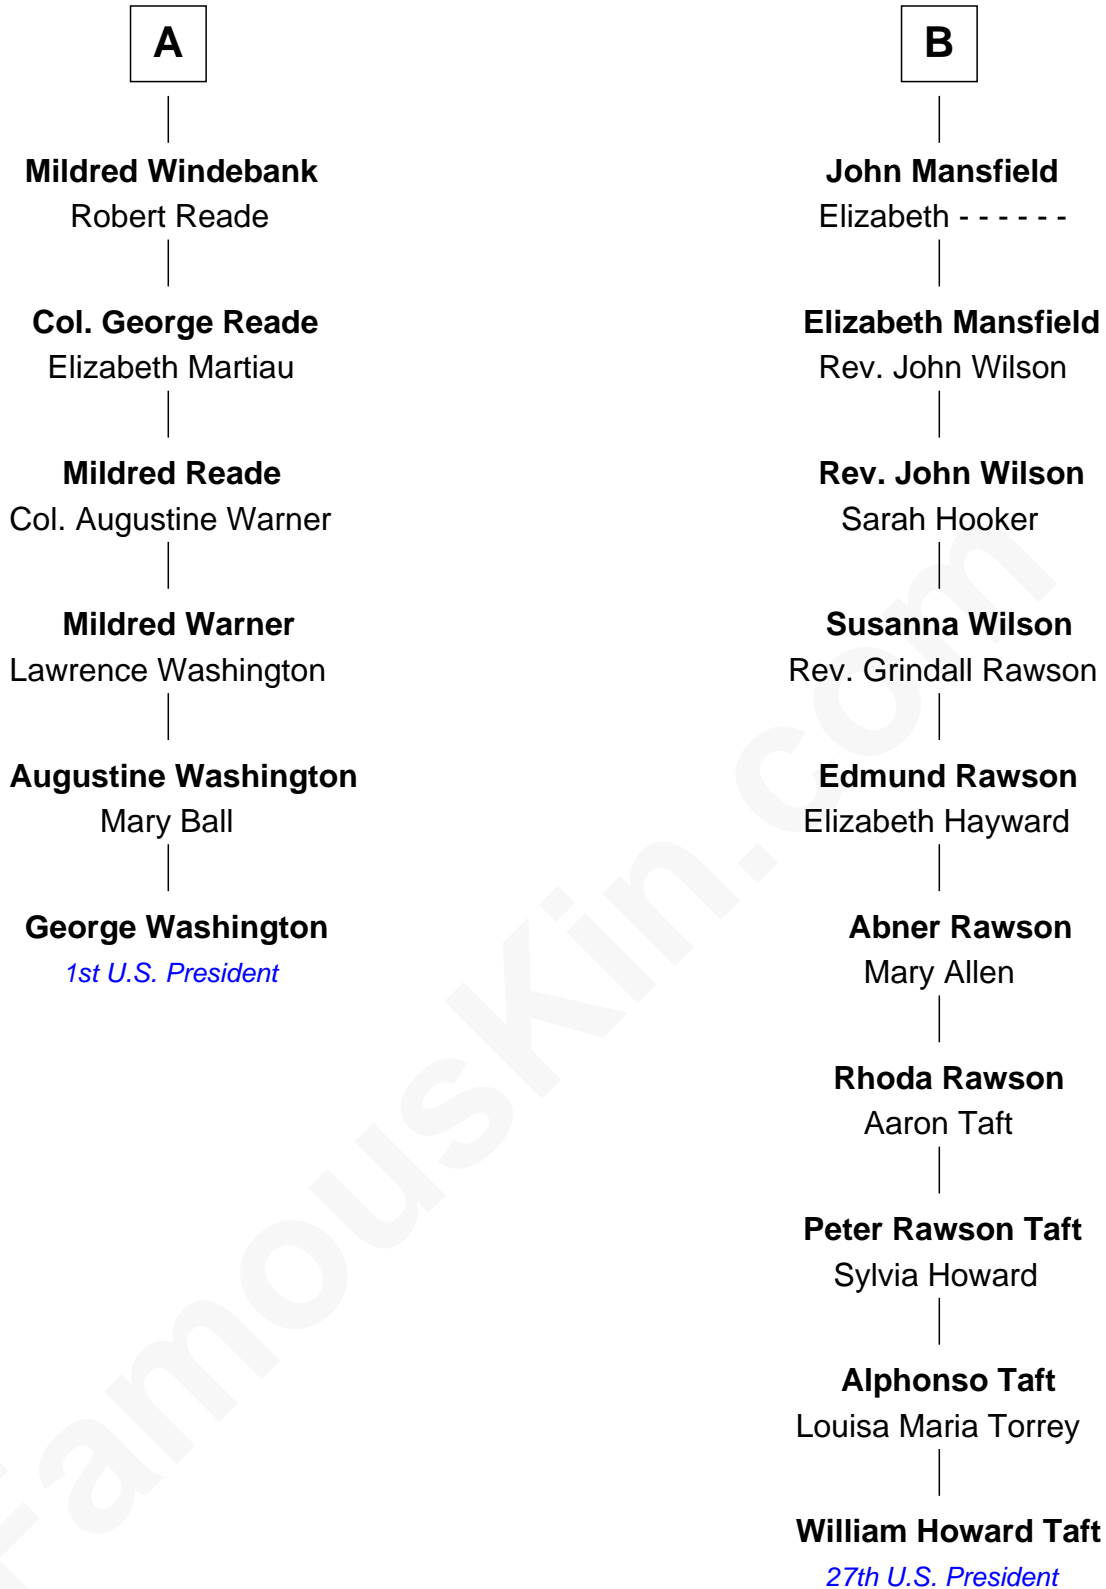 A
Mildred Windebank
Robert Reade
Col. George Reade
Elizabeth Martiau
Mildred Reade
Col. Augustine Warner
Mildred Warner
Lawrence Washington
Augustine Washington
Mary Ball
George Washington
1st U.S. President
B
John Mansfield
Elizabeth - - - - - -
Elizabeth Mansfield
Rev. John Wilson
Rev. John Wilson
Sarah Hooker
Susanna Wilson
Rev. Grindall Rawson
Edmund Rawson
Elizabeth Hayward
Abner Rawson
Mary Allen
Rhoda Rawson
Aaron Taft
Peter Rawson Taft
Sylvia Howard
Alphonso Taft
Louisa Maria Torrey
William Howard Taft
27th U.S. President
FamousKin.com